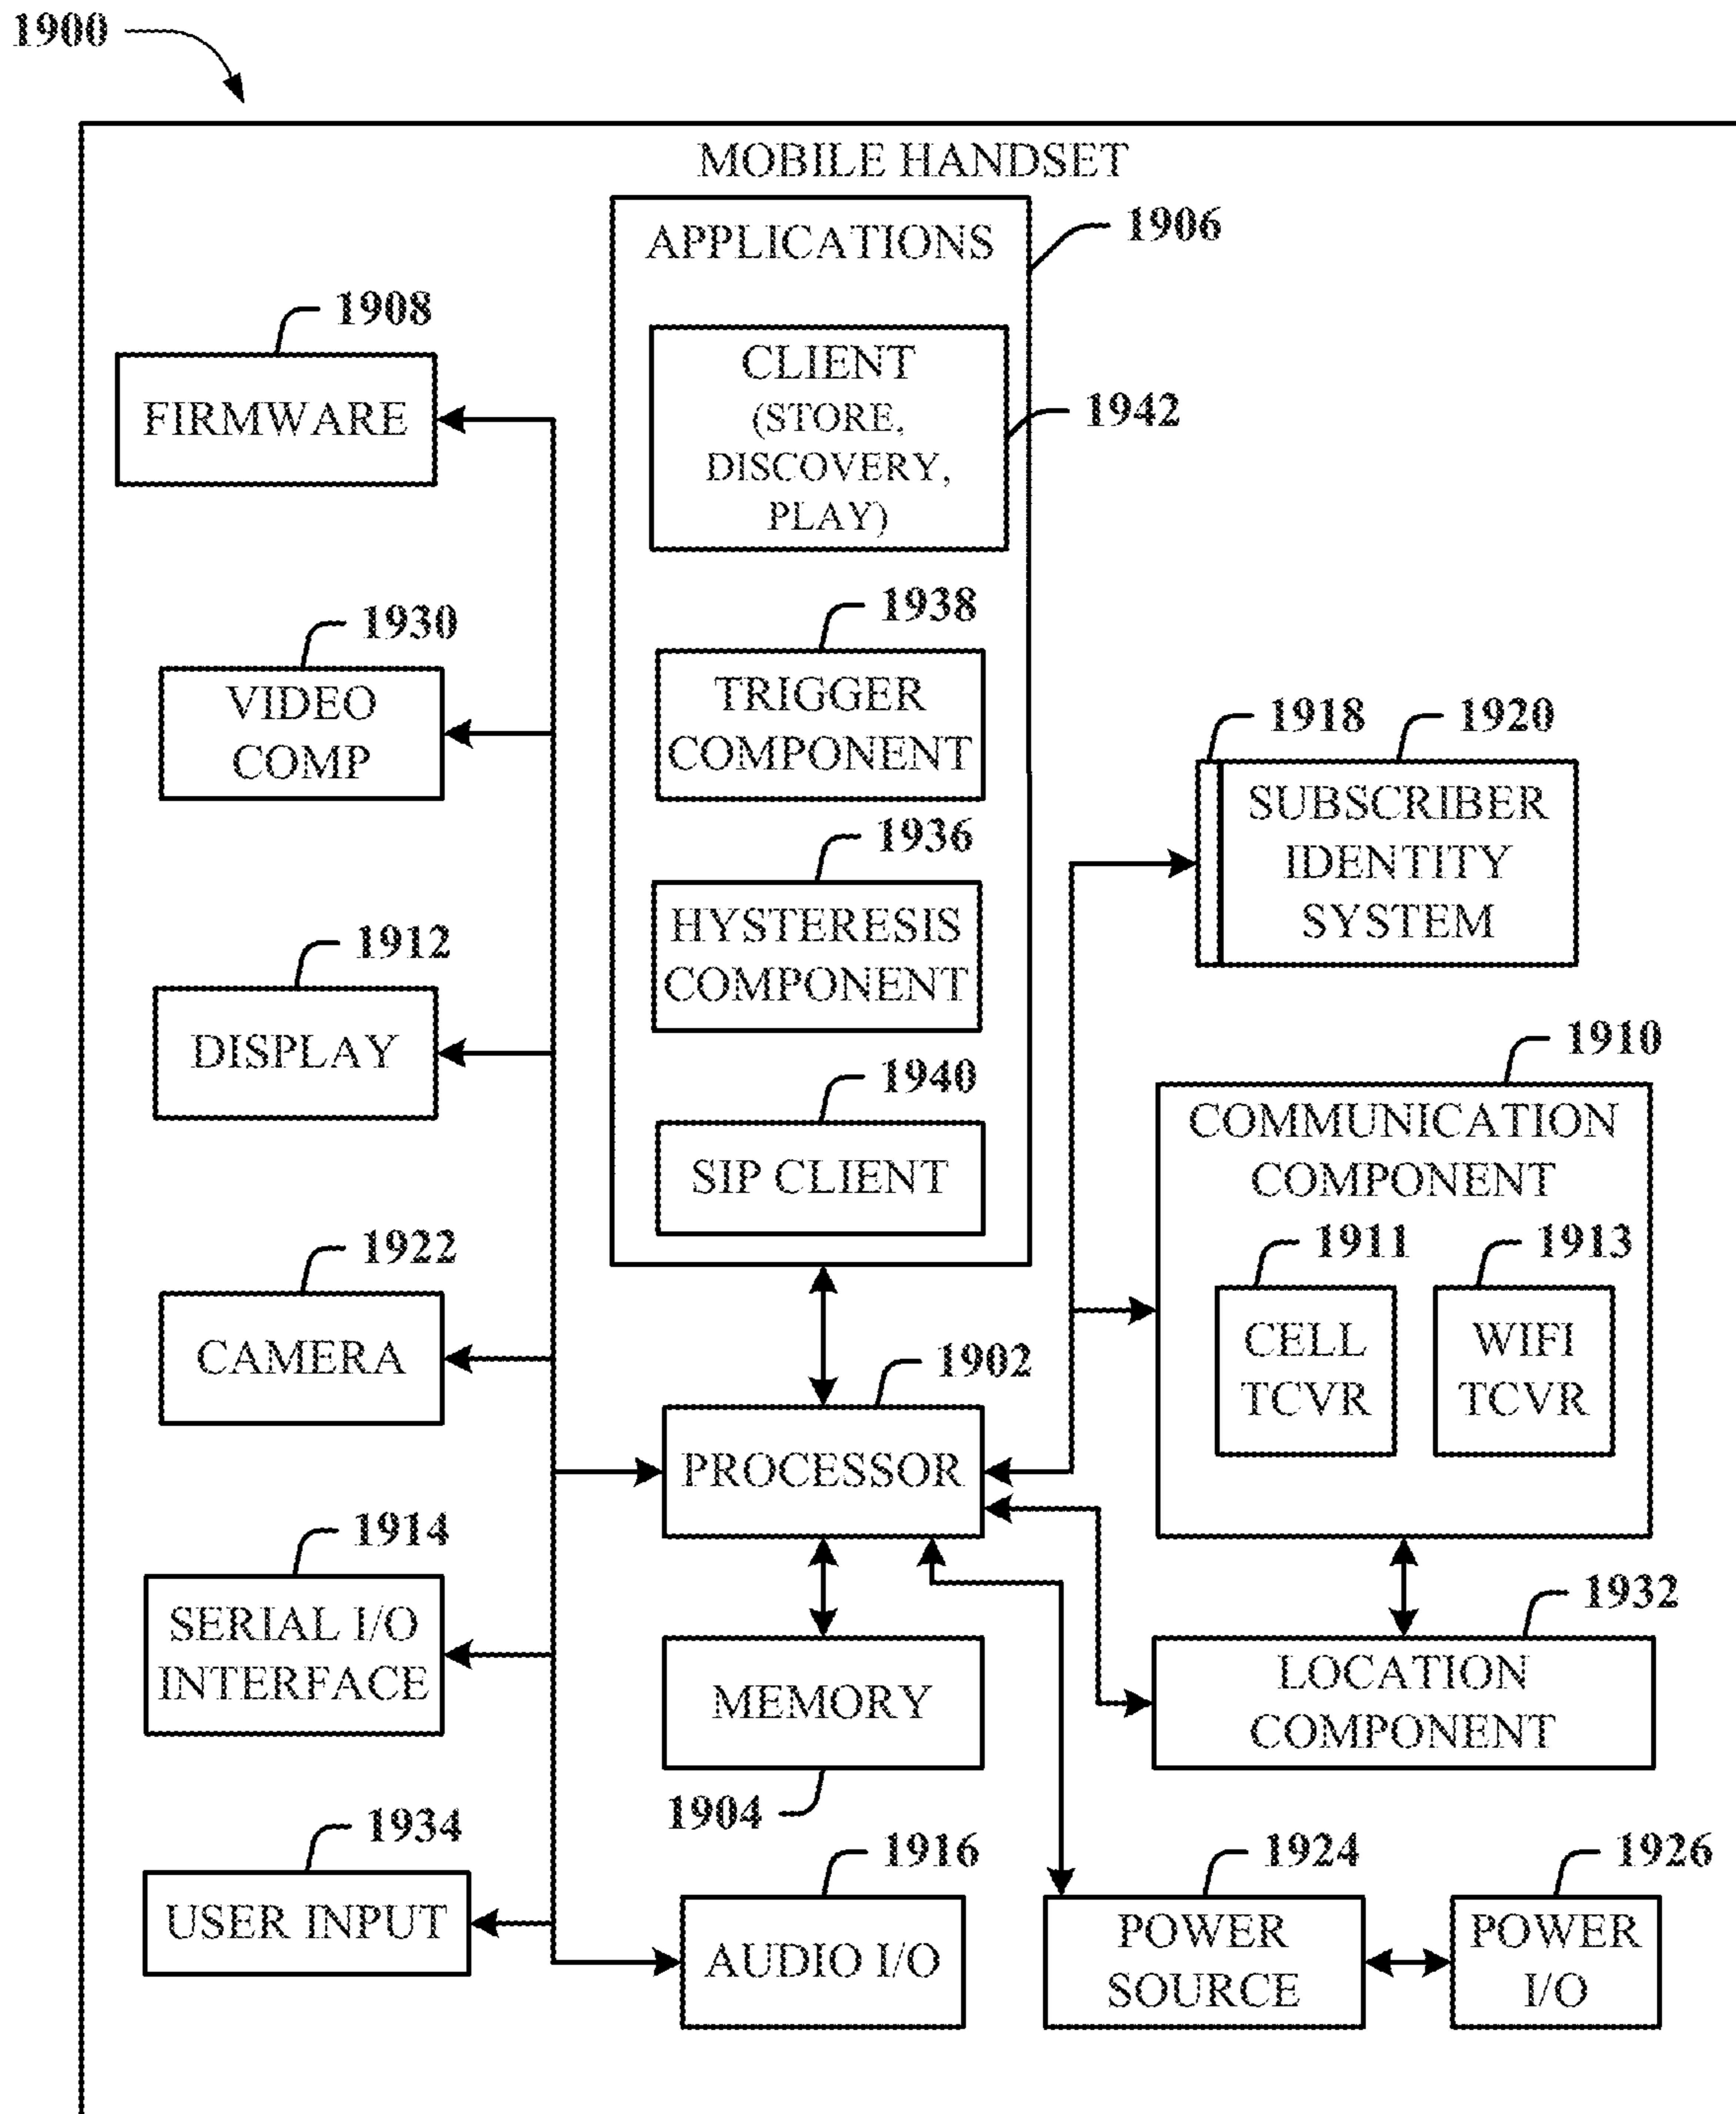 1900
MOBILE HANDSET
APPLICATIONS
1906
CLIENT
(STORE,
DISCOVERY,
PLAY)
1942
1938
TRIGGER
COMPONENT
1936
HYSTERESIS
COMPONENT
1940
SIP CLIENT
1908
FIRMWARE
1930
VIDEO
COMP
1912
DISPLAY
1922
CAMERA
1914
SERIAL I/O
INTERFACE
1934
USER INPUT
1902
PROCESSOR
MEMORY
1904
1916
AUDIO I/O
1918
1920
SUBSCRIBER
IDENTITY
SYSTEM
1910
COMMUNICATION
COMPONENT
1911
CELL
TCVR
1913
WIFI
TCVR
1932
LOCATION
COMPONENT
1924
POWER
SOURCE
1926
POWER
I/O